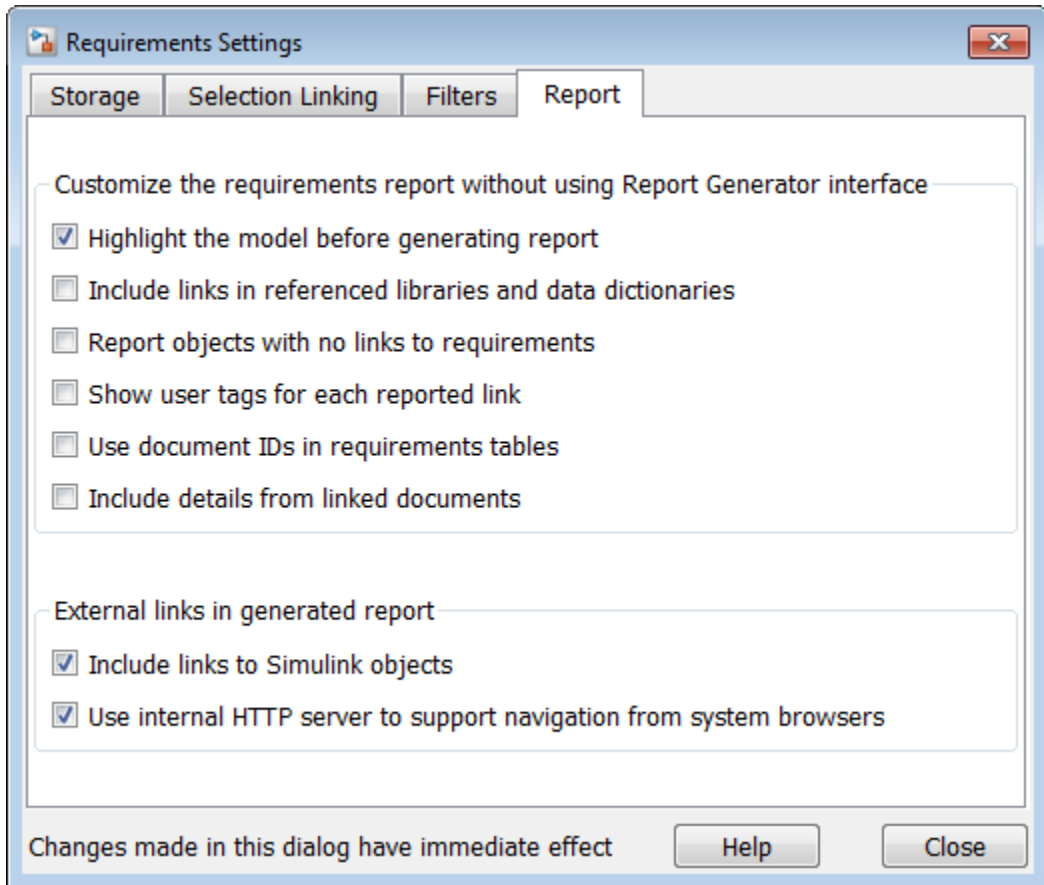 Requirements Settings
Storage
Selection Linking
Filters
Report
Customize the requirements report without using Report Generator interface
Highlight the model before generating report
Include links in referenced libraries and data dictionaries
Report objects with no links to requirements
Show user tags for each reported link
Use document IDs in requirements tables
Include details from linked documents
External links in generated report
Include links to Simulink objects
Use internal HTTP server to support navigation from system browsers
Changes made in this dialog have immediate effect
Help
Close